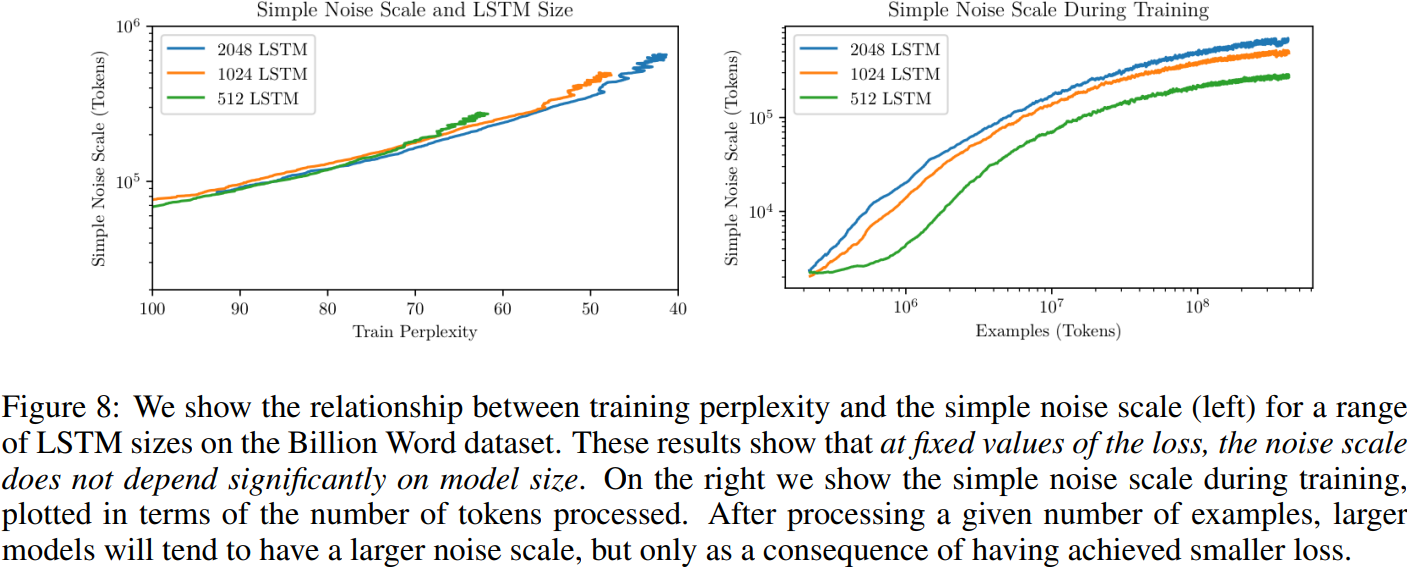 Simple Noise Scale and LSTM Size
10^6
10^5
Simple Noise Scale (Tokens)
2048 LSTM
1024 LSTM
512 LSTM
100 90 80 70 60 50 40
Train Perplexity
Simple Noise Scale During Training
10^5
10^4
Simple Noise Scale (Tokens)
2048 LSTM
1024 LSTM
512 LSTM
10^6 10^7 10^8
Examples (Tokens)
Figure 8: We show the relationship between training perplexity and the simple noise scale (left) for a range
of LSTM sizes on the Billion Word dataset. These results show that at fixed values of the loss, the noise scale
does not depend significantly on model size. On the right we show the simple noise scale during training,
plotted in terms of the number of tokens processed. After processing a given number of examples, larger
models will tend to have a larger noise scale, but only as a consequence of having achieved smaller loss.